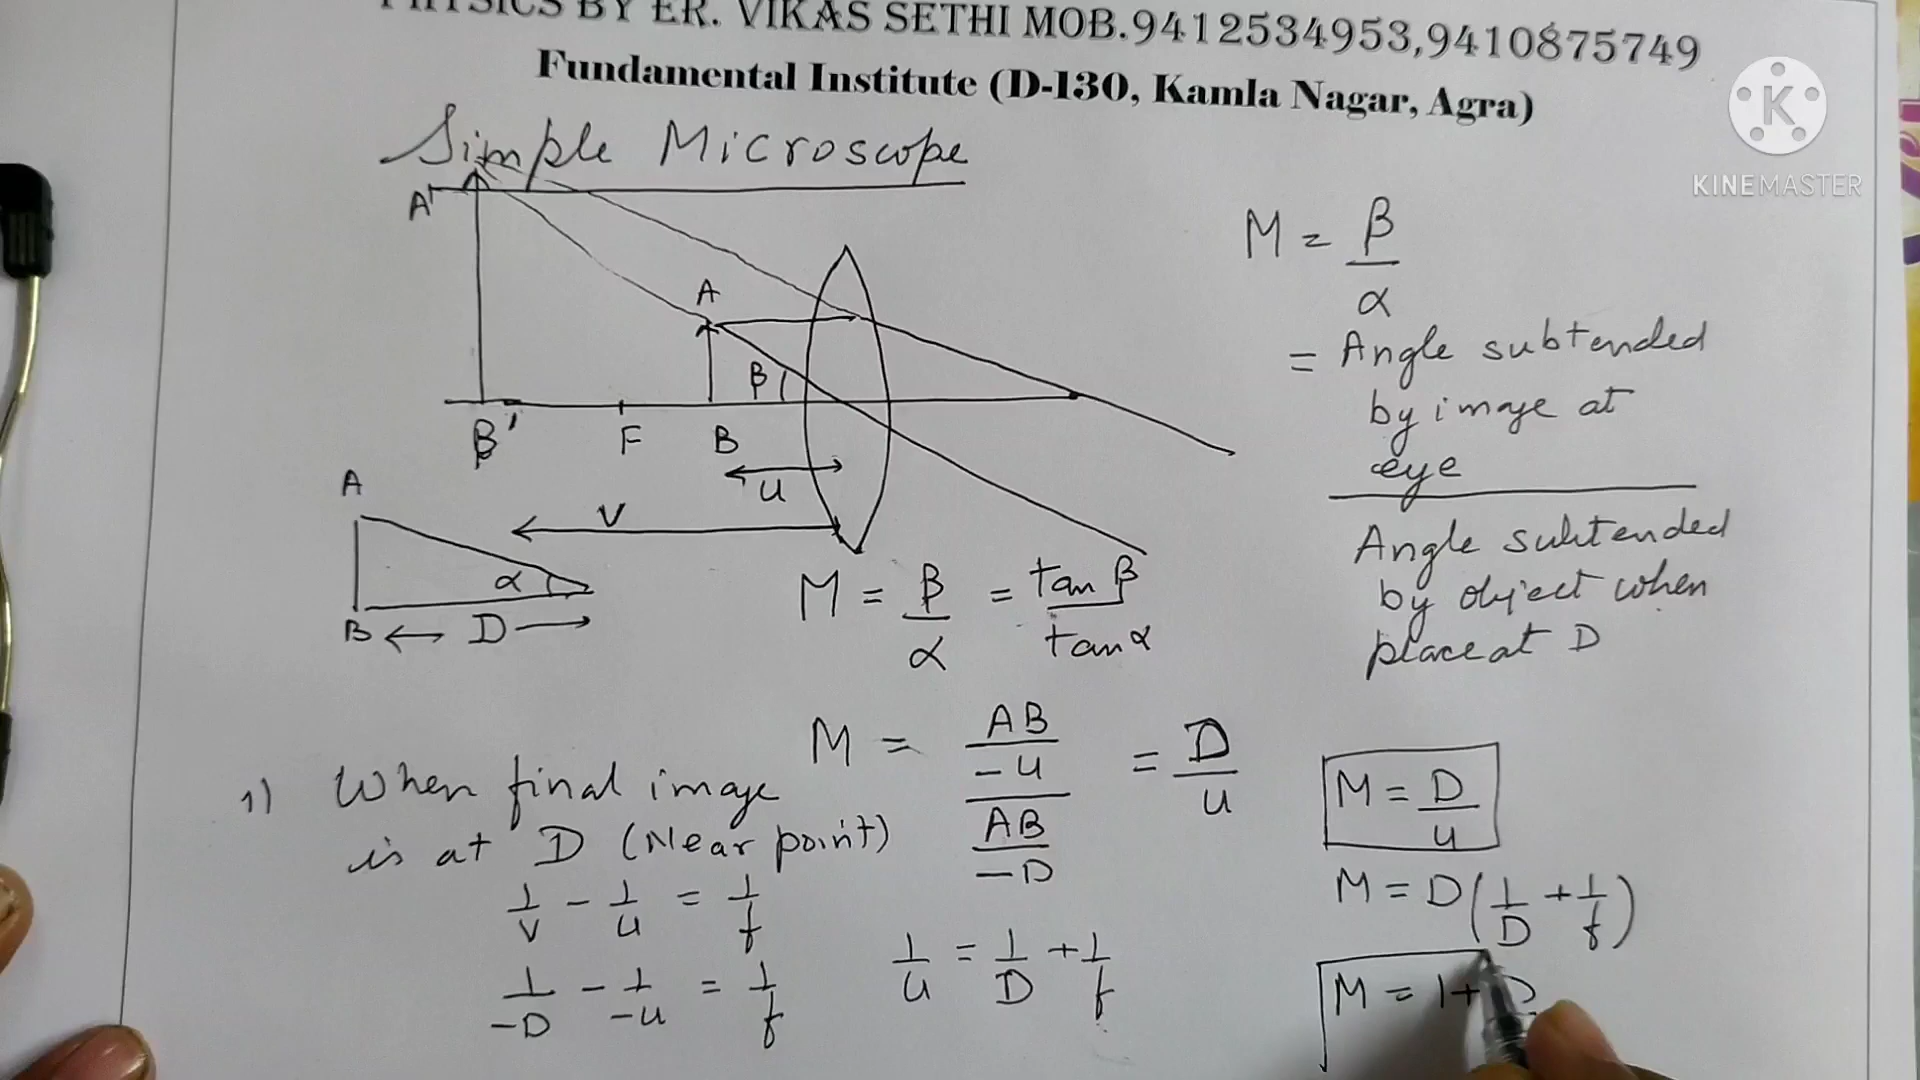 PHYSICS BY ER. VIKAS SETHI MOB.9412534953,9410875749
Fundamental Institute (D-130, Kamla Nagar, Agra)
K
KINEMASTER
Simple Microscope
A'
A
β
B'
F
B
u
v
A
α
B
D
M = β/α
= Angle subtended
by image at
eye
Angle subtended
by object when
place at D
M = β/α = tan β/tan α
M = (AB/-u)/(AB/-D) = D/u
M = D/u
1) When final image
is at D (Near point)
1/v - 1/u = 1/f
1/-D - 1/-u = 1/f
1/u = 1/D + 1/f
M = D(1/D + 1/f)
M = 1+ D